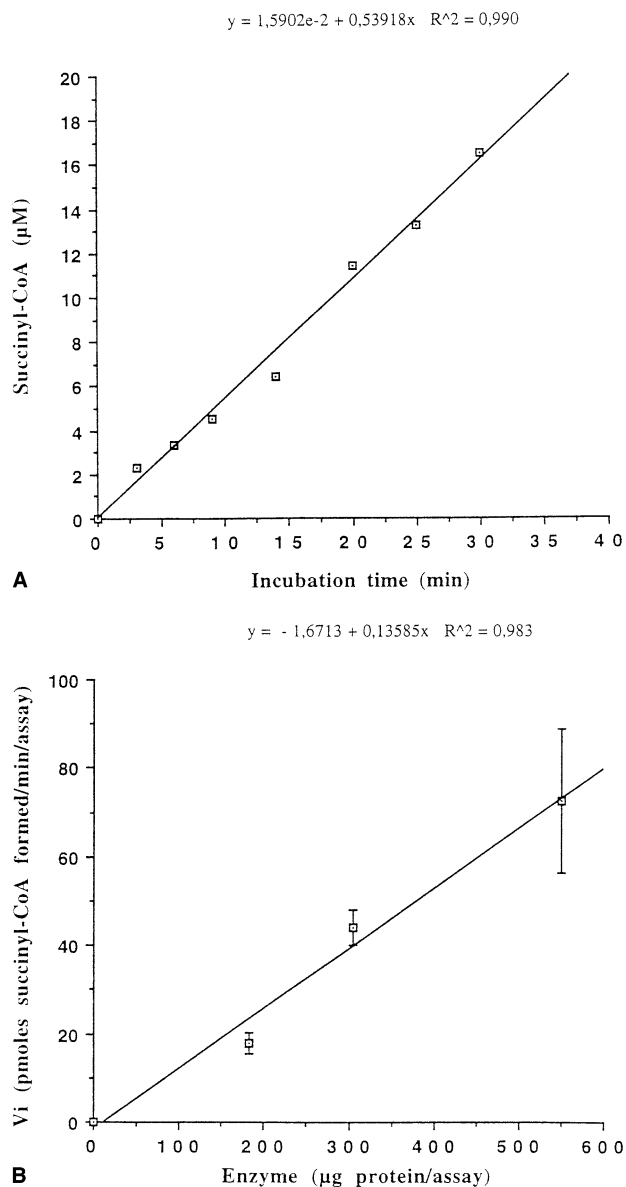 y = 1,5902e-2 + 0,53918x R^2 = 0,990
20
18
16
14
12
10
8
6
4
2
0
Succinyl-CoA (µM)
0 5 10 15 20 25 30 35 40
A
Incubation time (min)
y = - 1,6713 + 0,13585x R^2 = 0,983
100
80
60
40
20
0
Vi (pmoles succinyl-CoA formed/min/assay)
0 100 200 300 400 500 600
B
Enzyme (µg protein/assay)